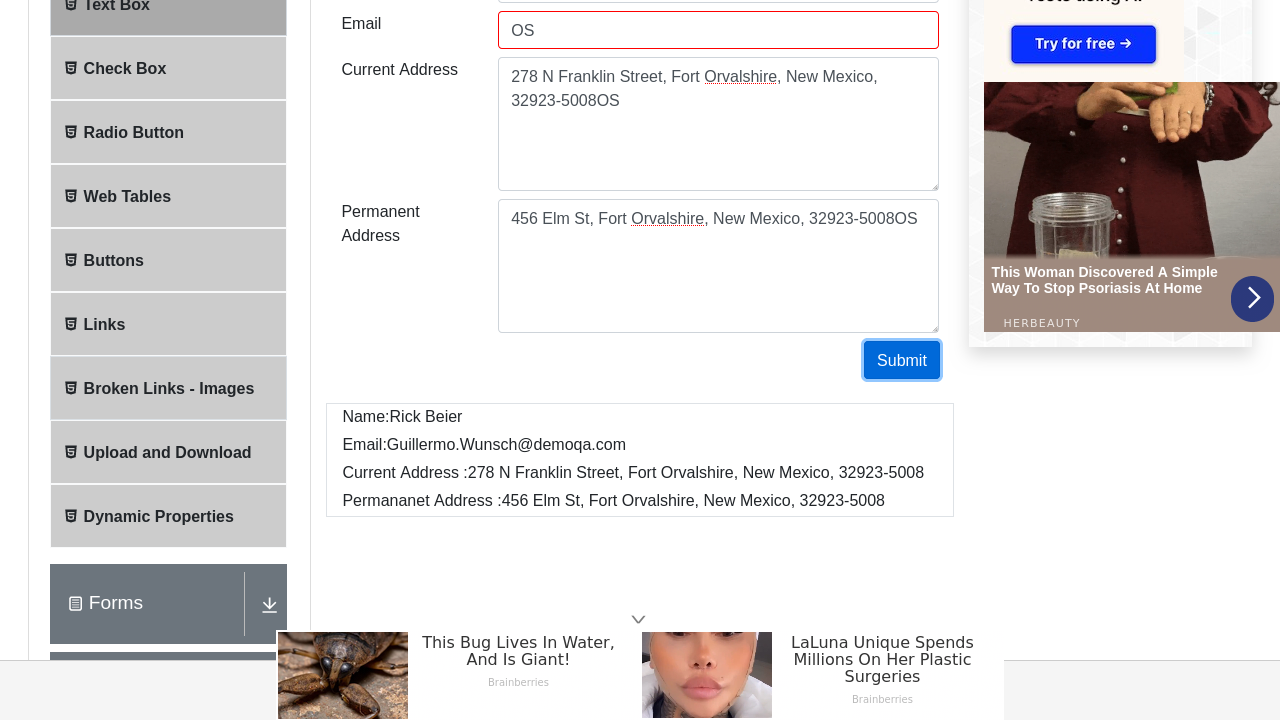 Text Box
Check Box
Radio Button
Web Tables
Buttons
Links
Broken Links - Images
Upload and Download
Dynamic Properties
Forms
Email
OS
Current Address
278 N Franklin Street, Fort Orvalshire, New Mexico,
32923-5008OS
Permanent
Address
456 Elm St, Fort Orvalshire, New Mexico, 32923-5008OS
Submit
Name:Rick Beier
Email:Guillermo.Wunsch@demoqa.com
Current Address :278 N Franklin Street, Fort Orvalshire, New Mexico, 32923-5008
Permananet Address :456 Elm St, Fort Orvalshire, New Mexico, 32923-5008
Try for free →
This Woman Discovered A Simple
Way To Stop Psoriasis At Home
HERBEAUTY
This Bug Lives In Water,
And Is Giant!
Brainberries
LaLuna Unique Spends
Millions On Her Plastic
Surgeries
Brainberries